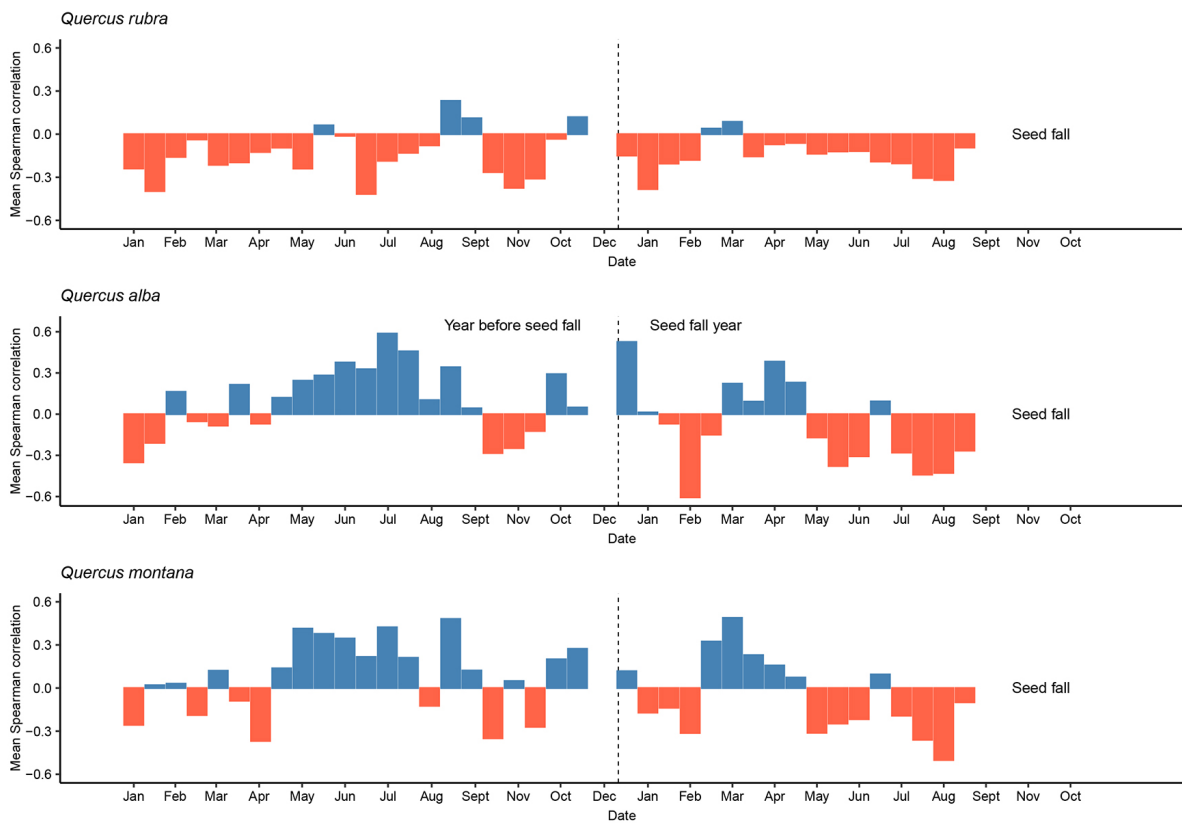 Quercus rubra
Mean Spearman correlation
0.6
0.3
0.0
−0.3
−0.6
Seed fall
Jan Feb Mar Apr May Jun Jul Aug Sept Nov Oct Dec Jan Feb Mar Apr May Jun Jul Aug Sept Nov Oct
Date
Quercus alba
Mean Spearman correlation
Year before seed fall Seed fall year
0.6
0.3
0.0
−0.3
−0.6
Seed fall
Jan Feb Mar Apr May Jun Jul Aug Sept Nov Oct Dec Jan Feb Mar Apr May Jun Jul Aug Sept Nov Oct
Date
Quercus montana
Mean Spearman correlation
0.6
0.3
0.0
−0.3
−0.6
Seed fall
Jan Feb Mar Apr May Jun Jul Aug Sept Nov Oct Dec Jan Feb Mar Apr May Jun Jul Aug Sept Nov Oct
Date